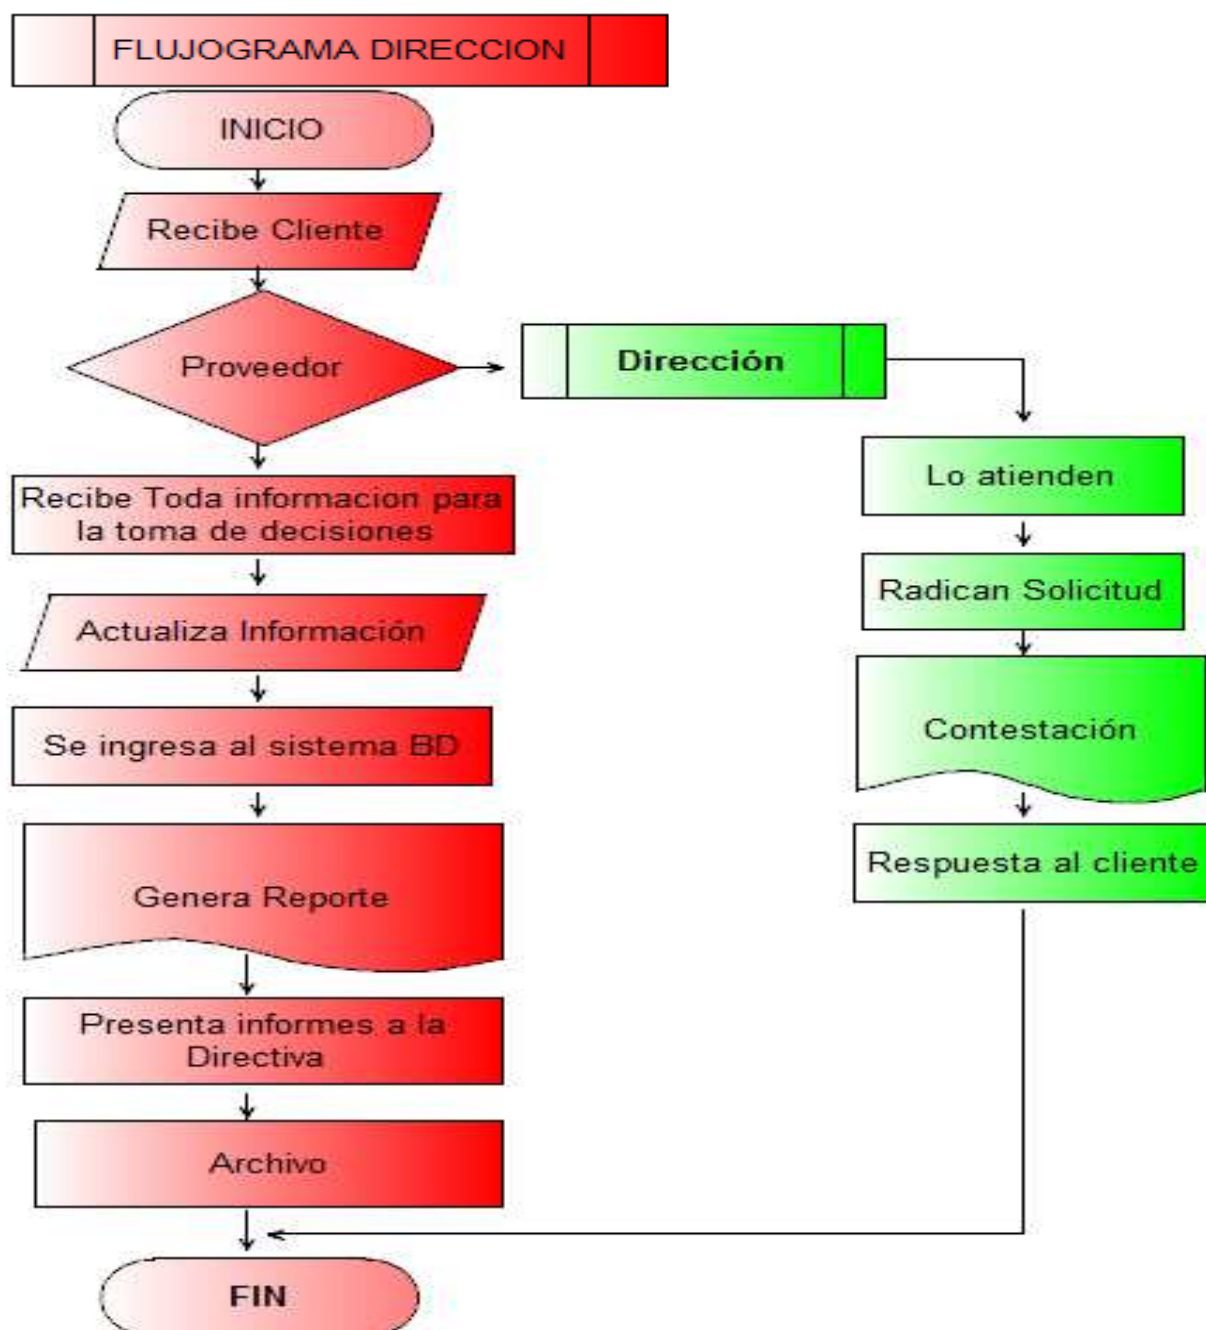 FLUJOGRAMA DIRECCION
INICIO
Recibe Cliente
Proveedor
Dirección
Lo atienden
Recibe Toda informacion para
la toma de decisiones
Radican Solicitud
Actualiza Información
Contestación
Se ingresa al sistema BD
Respuesta al cliente
Genera Reporte
Presenta informes a la
Directiva
Archivo
FIN